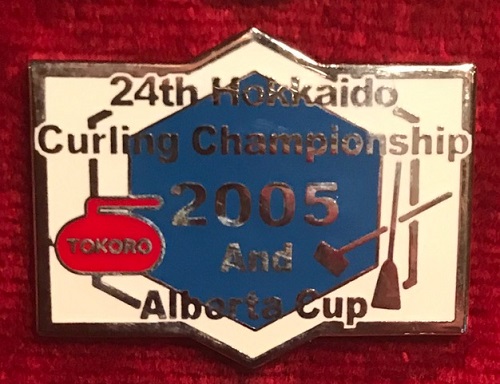 24th Hokkaido
Curling Championship
2005
TOKORO
And
Alberta Cup